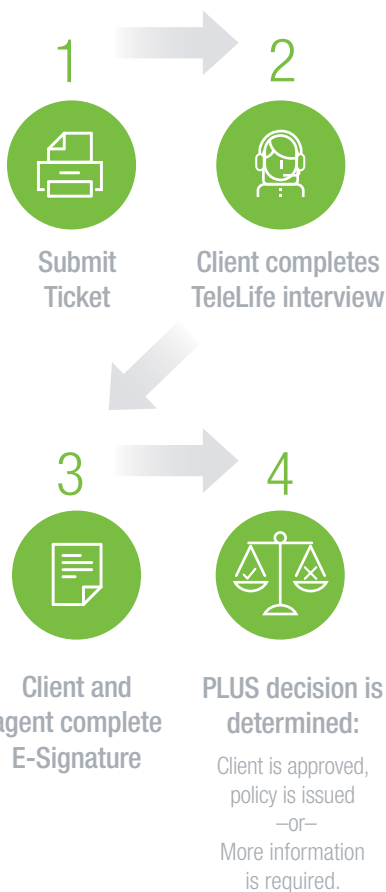 1
2
Submit
Ticket
Client completes
TeleLife interview
3
4
Client and
agent complete
E-Signature
PLUS decision is
determined:
Client is approved,
policy is issued
–or–
More information
is required.